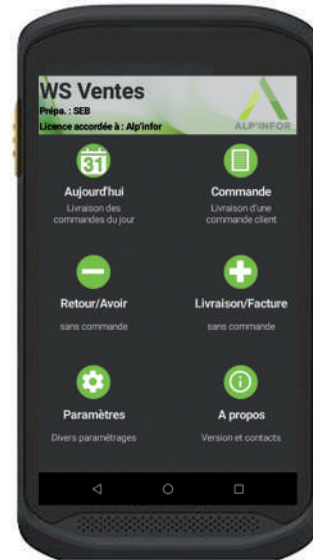 WS Ventes
Prépa. : SEB
Licence accordée à : Alp'infor
ALP'INFOR
31
Aujourd'hui
Livraison des
commandes du jour
Commande
Livraison d'une
commande client
Retour/Avoir
sans commande
Livraison/Facture
sans commande
Paramètres
Divers paramétrages
A propos
Version et contacts